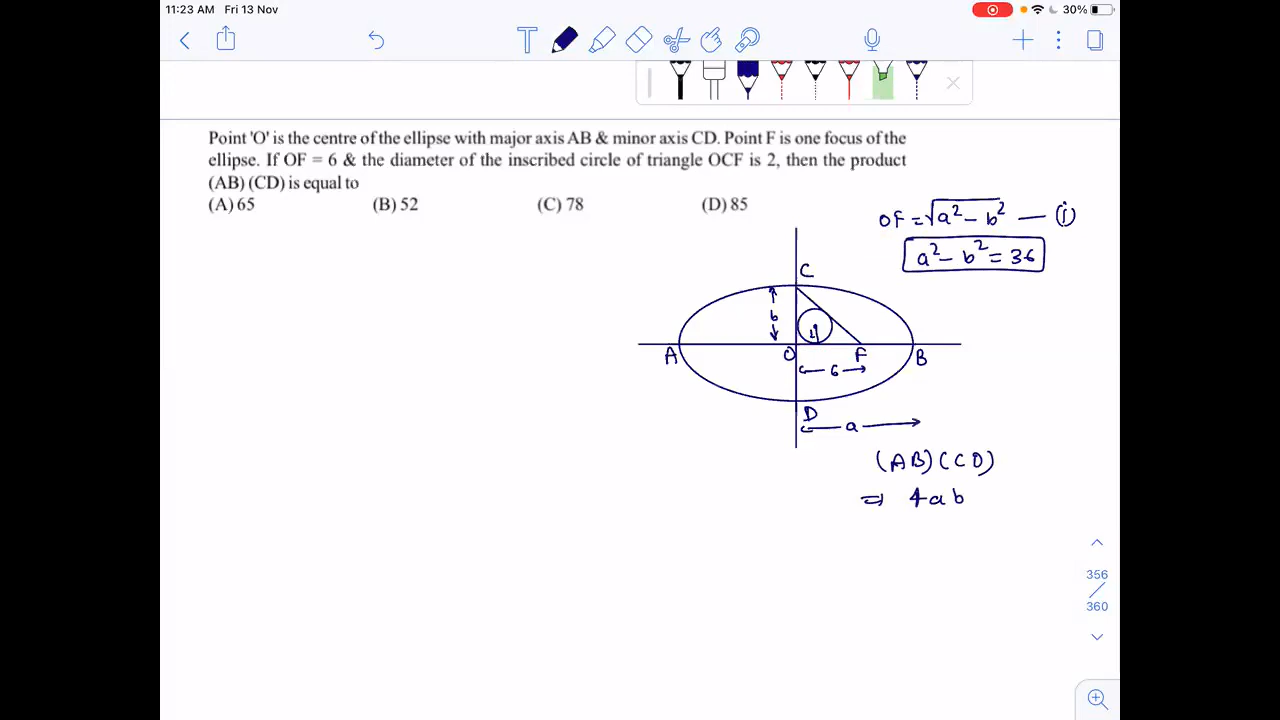 11:23 AM Fri 13 Nov
30%
T
Point 'O' is the centre of the ellipse with major axis AB & minor axis CD. Point F is one focus of the
ellipse. If OF = 6 & the diameter of the inscribed circle of triangle OCF is 2, then the product
(AB) (CD) is equal to
(A) 65 (B) 52 (C) 78 (D) 85
OF = √a² - b² — (i)
a² - b² = 36
C
b
1
A O F B
6
D
a
(AB)(CD)
⇒ 4ab
356
360